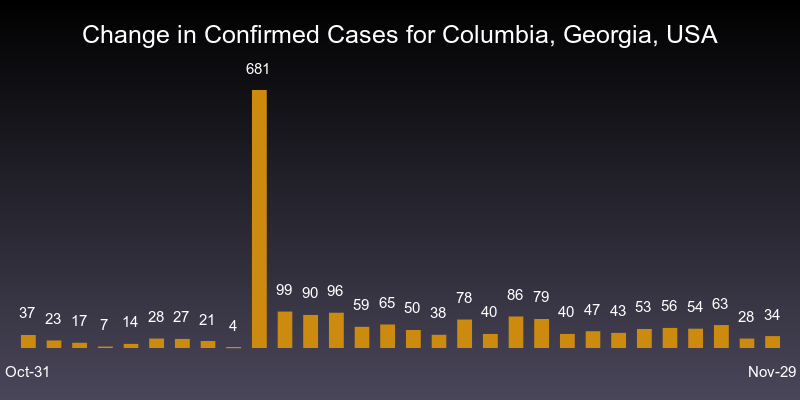 Change in Confirmed Cases for Columbia, Georgia, USA
681
37 23 17 7 14 28 27 21 4 99 90 96 59 65 50 38 78 40 86 79 40 47 43 53 56 54 63 28 34
Oct-31 Nov-29